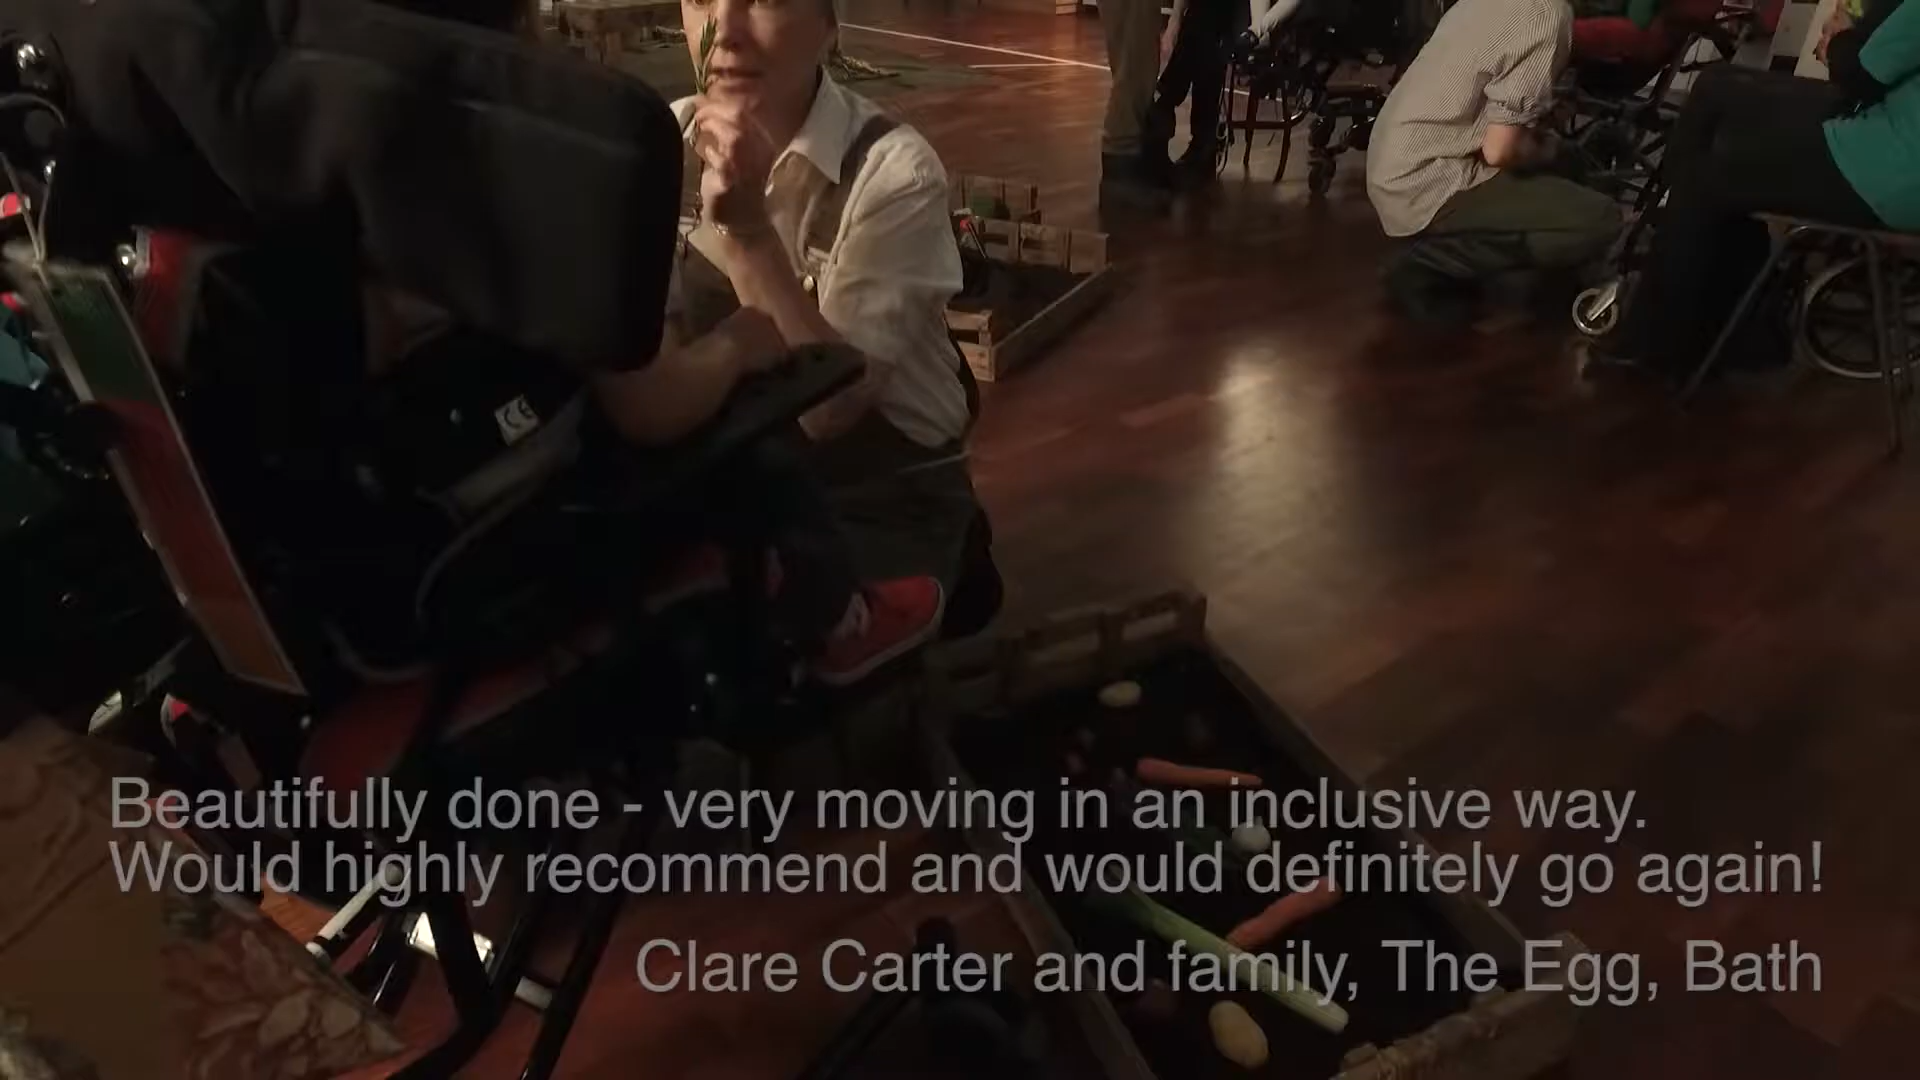 CE
Beautifully done - very moving in an inclusive way.
Would highly recommend and would definitely go again!
Clare Carter and family, The Egg, Bath